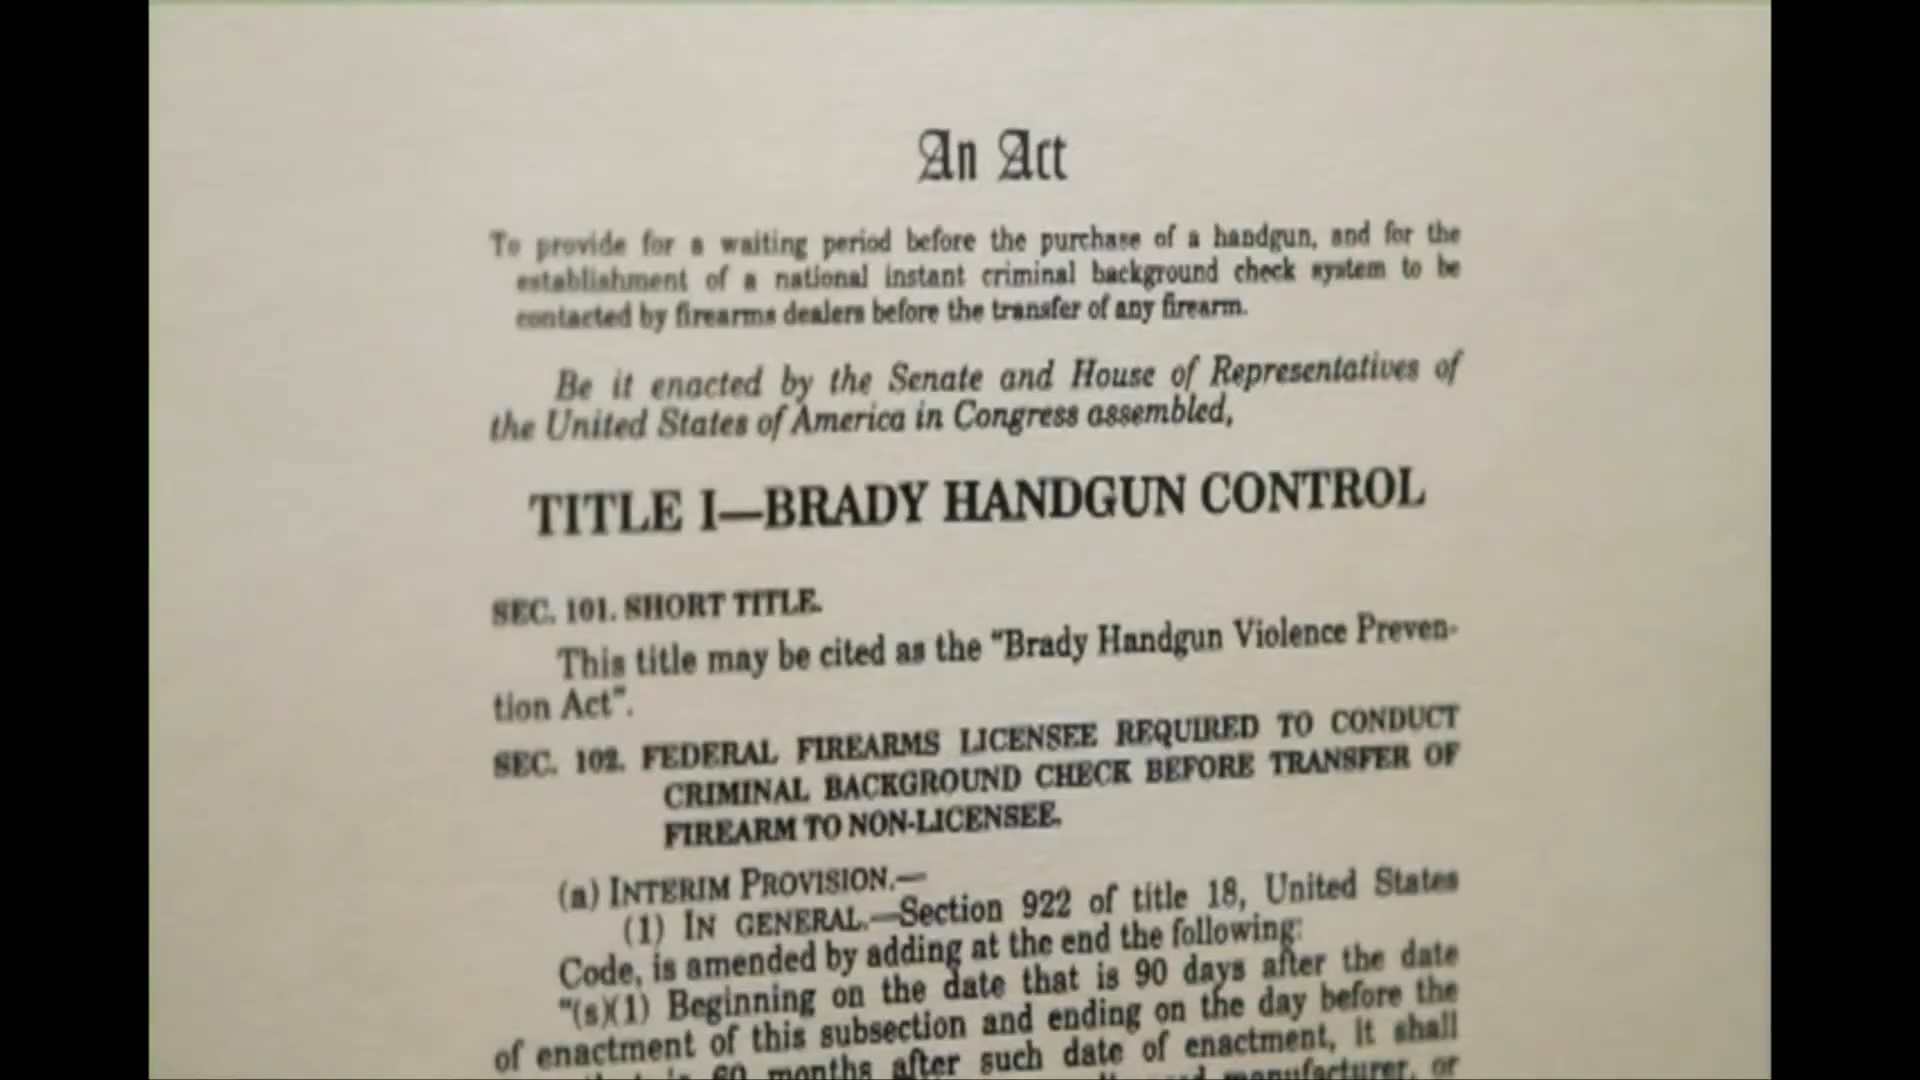 An Act
To provide for a waiting period before the purchase of a handgun, and for the
establishment of a national instant criminal background check system to be
contacted by firearms dealers before the transfer of any firearm.
Be it enacted by the Senate and House of Representatives of
the United States of America in Congress assembled,
TITLE I—BRADY HANDGUN CONTROL
SEC. 101. SHORT TITLE.
This title may be cited as the "Brady Handgun Violence Preven-
tion Act".
SEC. 102. FEDERAL FIREARMS LICENSEE REQUIRED TO CONDUCT
CRIMINAL BACKGROUND CHECK BEFORE TRANSFER OF
FIREARM TO NON-LICENSEE.
(a) INTERIM PROVISION.—
(1) IN GENERAL.—Section 922 of title 18, United States
Code, is amended by adding at the end the following:
"(s)(1) Beginning on the date that is 90 days after the date
of enactment of this subsection and ending on the day before the
60 months after such date of enactment, it shall
manufacturer, or